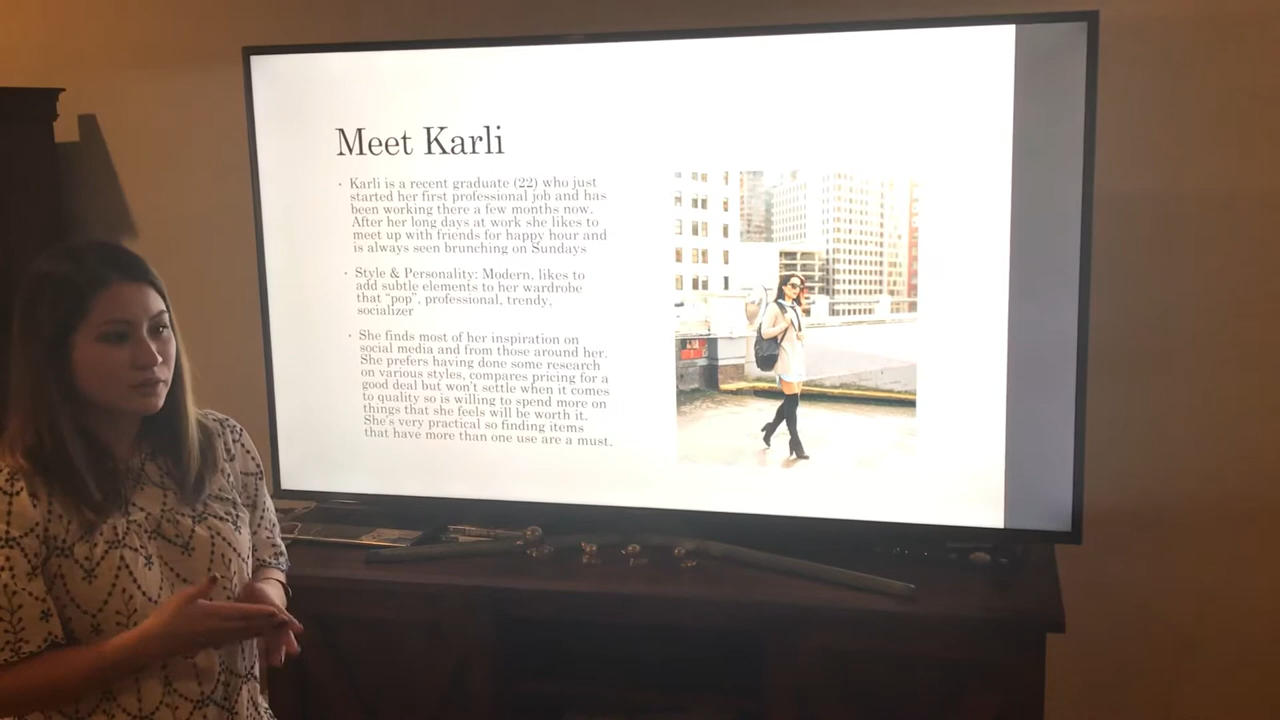 Meet Karli
• Karli is a recent graduate (22) who just
started her first professional job and has
been working there a few months now.
After her long days at work she likes to
meet up with friends for happy hour and
is always seen brunching on Sundays
• Style & Personality: Modern, likes to
add subtle elements to her wardrobe
that “pop”, professional, trendy,
socializer
• She finds most of her inspiration on
social media and from those around her.
She prefers having done some research
on various styles, compares pricing for a
good deal but won't settle when it comes
to quality so is willing to spend more on
things that she feels will be worth it.
She's very practical so finding items
that have more than one use are a must.